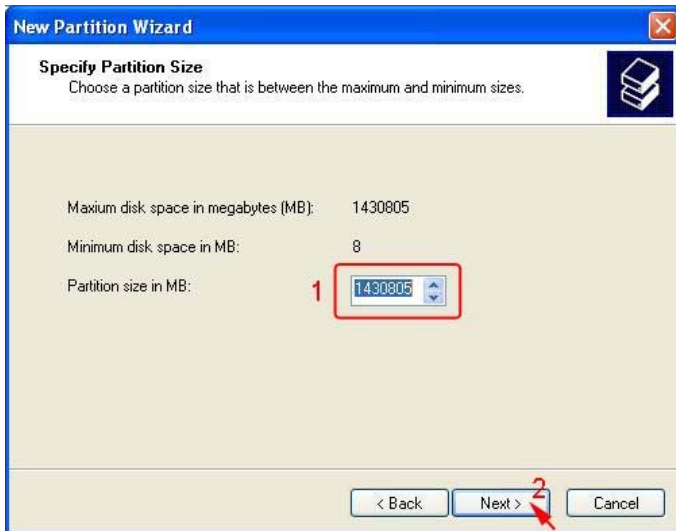 New Partition Wizard
Specify Partition Size
Choose a partition size that is between the maximum and minimum sizes.
Maxium disk space in megabytes (MB): 1430805
Minimum disk space in MB: 8
Partition size in MB: 1 1430805
< Back Next > 2 Cancel